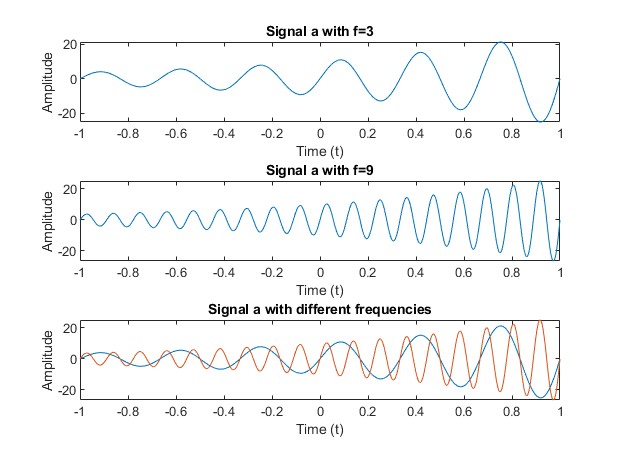 Signal a with f=3
20
0
-20
Amplitude
-1 -0.8 -0.6 -0.4 -0.2 0 0.2 0.4 0.6 0.8 1
Time (t)
Signal a with f=9
20
0
-20
Amplitude
-1 -0.8 -0.6 -0.4 -0.2 0 0.2 0.4 0.6 0.8 1
Time (t)
Signal a with different frequencies
20
0
-20
Amplitude
-1 -0.8 -0.6 -0.4 -0.2 0 0.2 0.4 0.6 0.8 1
Time (t)